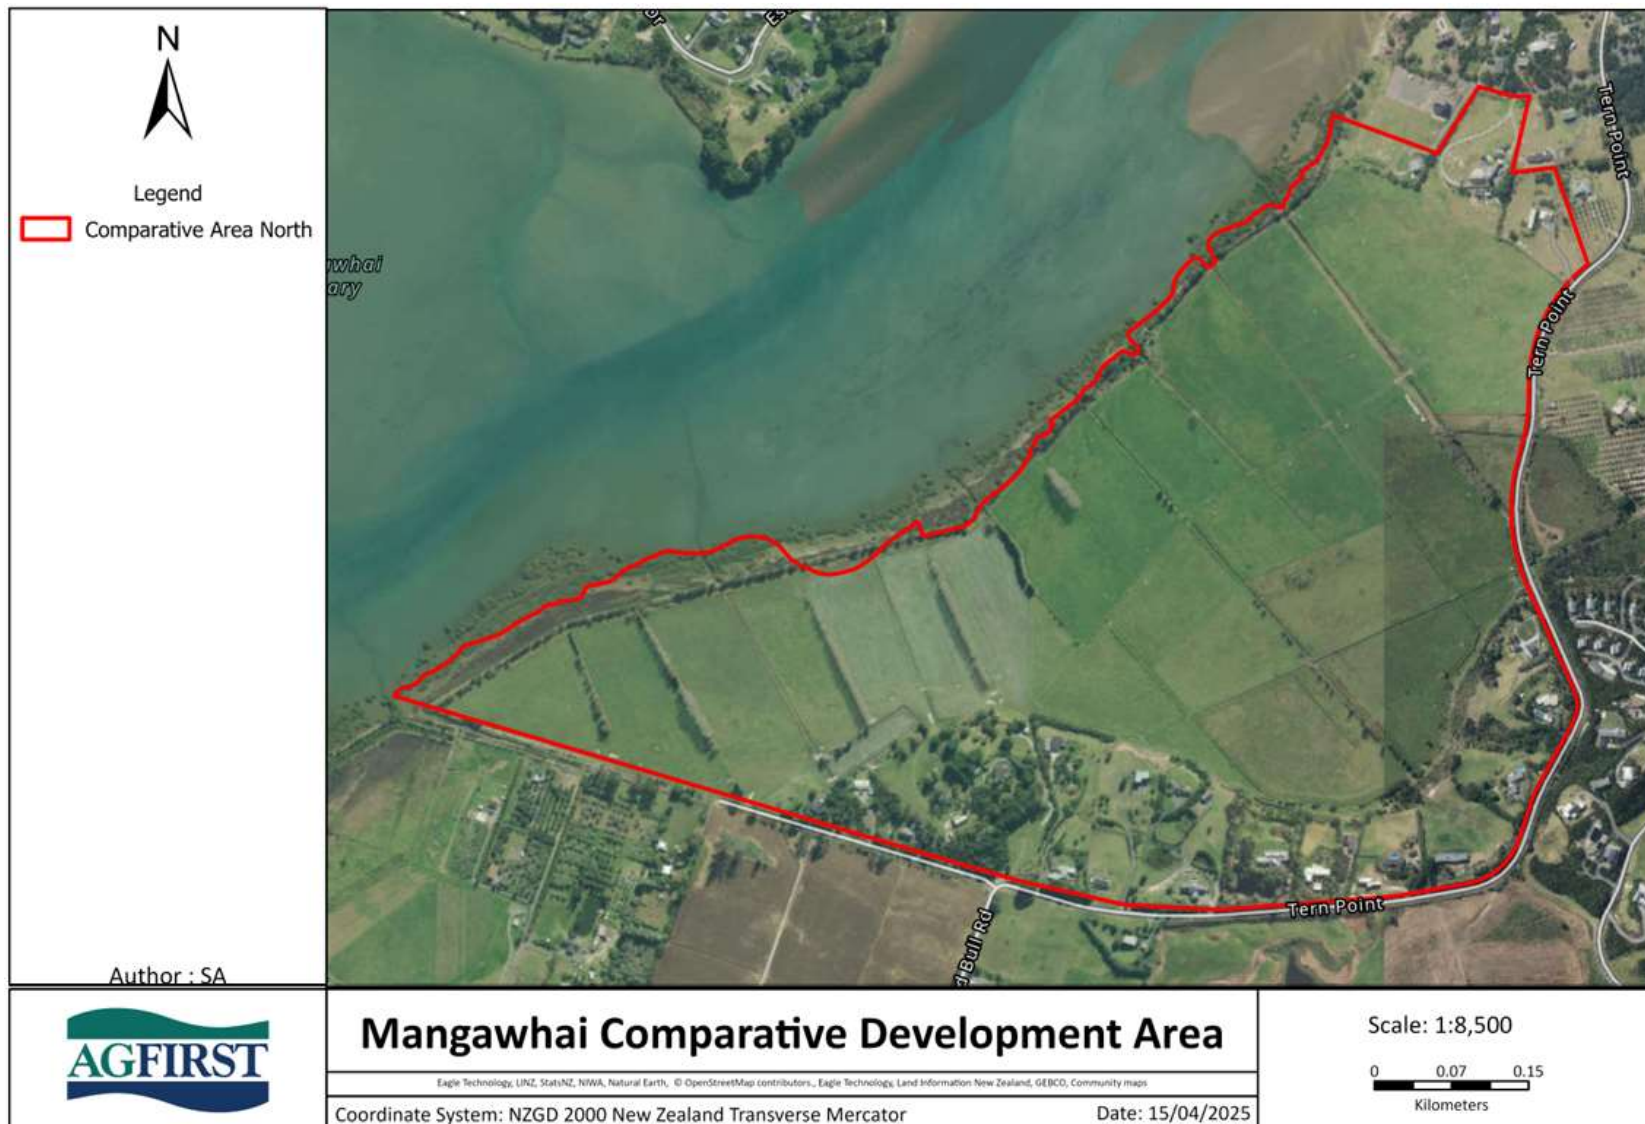 N
Legend
Comparative Area North
Author : SA
Tern Point
Tern Point
Tern Point
d Bull Rd
AGFIRST
Mangawhai Comparative Development Area
Eagle Technology, LINZ, StatsNZ, NIWA, Natural Earth, © OpenStreetMap contributors., Eagle Technology, Land Information New Zealand, GEBCO, Community maps
Coordinate System: NZGD 2000 New Zealand Transverse Mercator
Date: 15/04/2025
Scale: 1:8,500
0 0.07 0.15
Kilometers